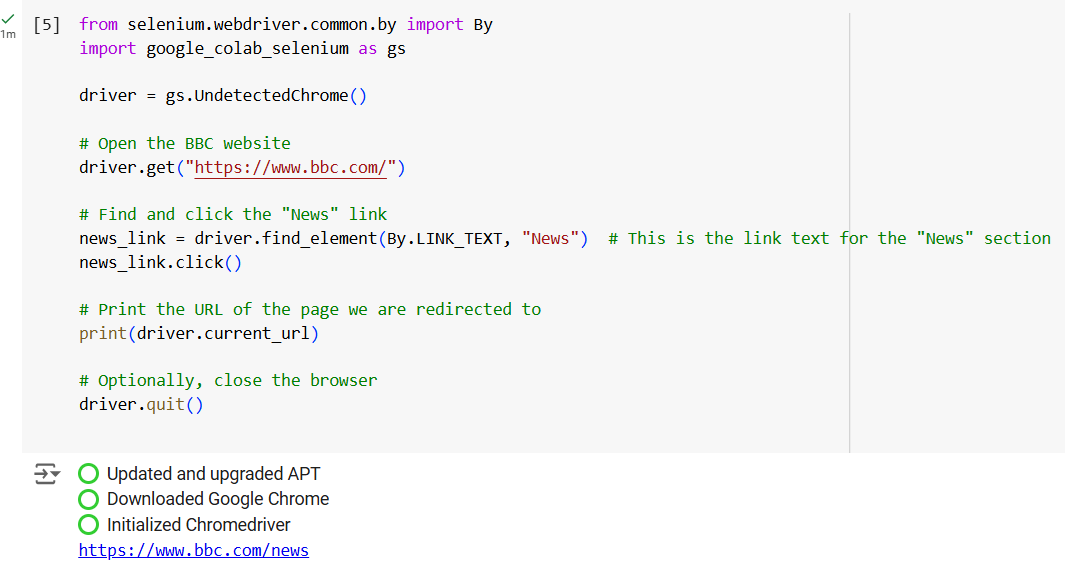 [5] from selenium.webdriver.common.by import By
1m
import google_colab_selenium as gs
driver = gs.UndetectedChrome()
# Open the BBC website
driver.get("https://www.bbc.com/")
# Find and click the "News" link
news_link = driver.find_element(By.LINK_TEXT, "News")  # This is the link text for the "News" section
news_link.click()
# Print the URL of the page we are redirected to
print(driver.current_url)
# Optionally, close the browser
driver.quit()
Updated and upgraded APT
Downloaded Google Chrome
Initialized Chromedriver
https://www.bbc.com/news